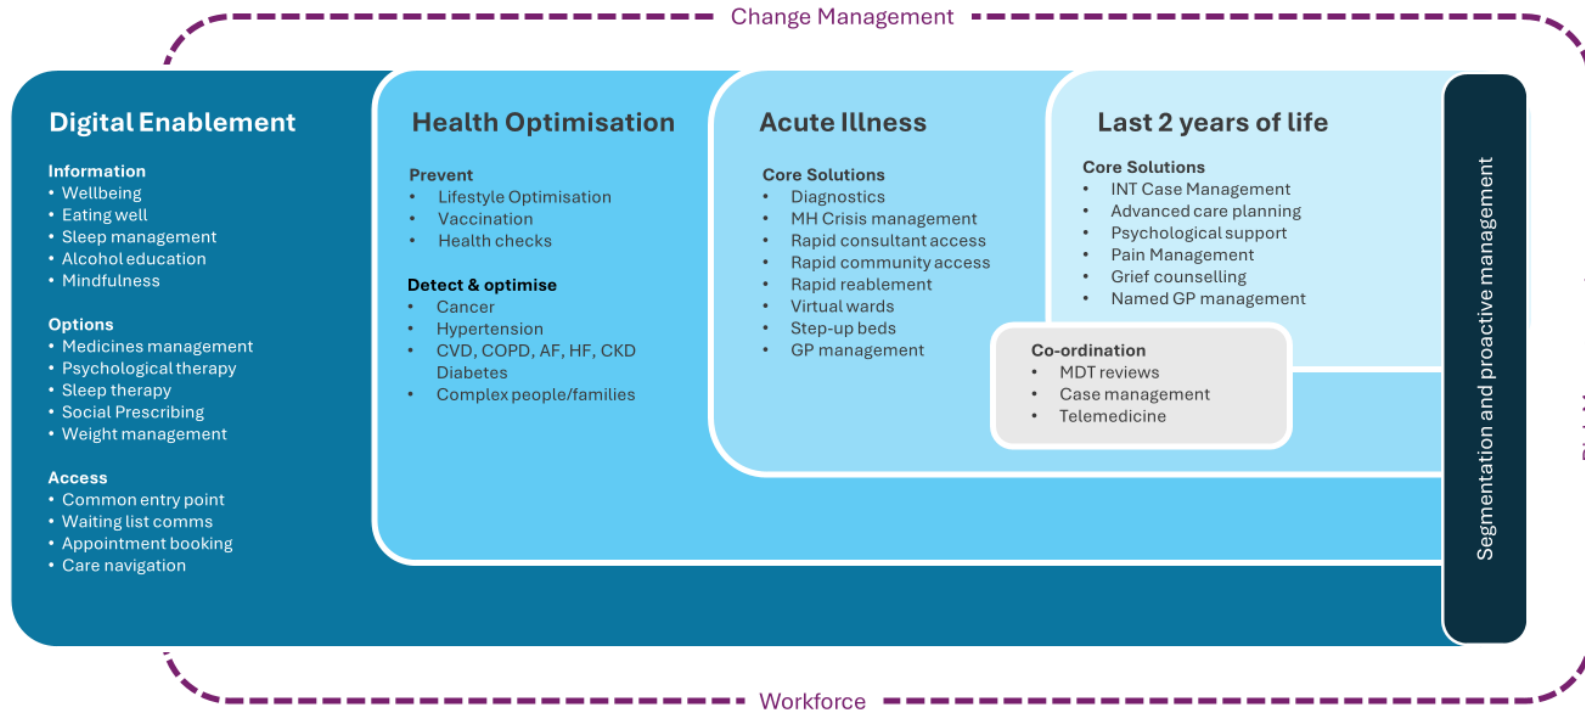 Change Management
Digital Enablement
Information
• Wellbeing
• Eating well
• Sleep management
• Alcohol education
• Mindfulness
Options
• Medicines management
• Psychological therapy
• Sleep therapy
• Social Prescribing
• Weight management
Access
• Common entry point
• Waiting list comms
• Appointment booking
• Care navigation
Health Optimisation
Prevent
• Lifestyle Optimisation
• Vaccination
• Health checks
Detect & optimise
• Cancer
• Hypertension
• CVD, COPD, AF, HF, CKD
Diabetes
• Complex people/families
Acute Illness
Core Solutions
• Diagnostics
• MH Crisis management
• Rapid consultant access
• Rapid community access
• Rapid reablement
• Virtual wards
• Step-up beds
• GP management
Last 2 years of life
Core Solutions
• INT Case Management
• Advanced care planning
• Psychological support
• Pain Management
• Grief counselling
• Named GP management
Co-ordination
• MDT reviews
• Case management
• Telemedicine
Segmentation and proactive management
Workforce